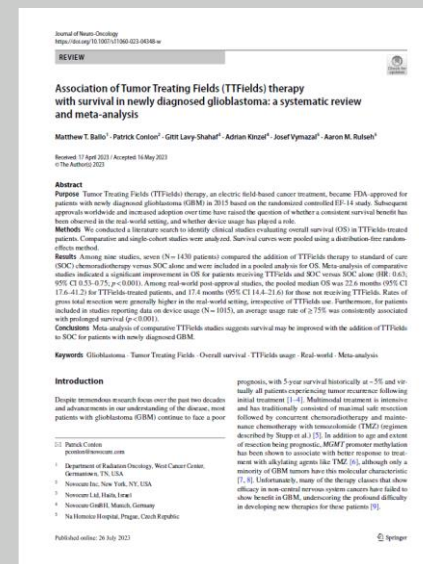 Journal of Neuro-Oncology
https://doi.org/10.1007/s11060-023-04348-w
REVIEW
Association of Tumor Treating Fields (TTFields) therapy
with survival in newly diagnosed glioblastoma: a systematic review
and meta-analysis
Matthew T. Ballo1 · Patrick Conlon2 · Gitit Lavy-Shahaf3 · Adrian Kinzel4 · Josef Vymazal5 · Aaron M. Rulseh5
Received: 17 April 2023 / Accepted: 16 May 2023
© The Author(s) 2023
Abstract
Purpose Tumor Treating Fields (TTFields) therapy, an electric field-based cancer treatment, became FDA-approved for
patients with newly diagnosed glioblastoma (GBM) in 2015 based on the randomized controlled EF-14 study. Subsequent
approvals worldwide and increased adoption over time have raised the question of whether a consistent survival benefit has
been observed in the real-world setting, and whether device usage has played a role.
Methods We conducted a literature search to identify clinical studies evaluating overall survival (OS) in TTFields-treated
patients. Comparative and single-cohort studies were analyzed. Survival curves were pooled using a distribution-free random-
effects method.
Results Among nine studies, seven (N = 1430 patients) compared the addition of TTFields therapy to standard of care
(SOC) chemoradiotherapy versus SOC alone and were included in a pooled analysis for OS. Meta-analysis of comparative
studies indicated a significant improvement in OS for patients receiving TTFields and SOC versus SOC alone (HR: 0.63;
95% CI 0.53–0.75; p < 0.001). Among real-world post-approval studies, the pooled median OS was 22.6 months (95% CI
17.6–41.2) for TTFields-treated patients, and 17.4 months (95% CI 14.4–21.6) for those not receiving TTFields. Rates of
gross total resection were generally higher in the real-world setting, irrespective of TTFields use. Furthermore, for patients
included in studies reporting data on device usage (N = 1015), an average usage rate of ≥ 75% was consistently associated
with prolonged survival (p < 0.001).
Conclusions Meta-analysis of comparative TTFields studies suggests survival may be improved with the addition of TTFields
to SOC for patients with newly diagnosed GBM.
Keywords Glioblastoma · Tumor Treating Fields · Overall survival · TTFields usage · Real-world · Meta-analysis
Introduction
Despite tremendous research focus over the past two decades
and advancements in our understanding of the disease, most
patients with glioblastoma (GBM) continue to face a poor
Patrick Conlon
pconlon@novocure.com
1 Department of Radiation Oncology, West Cancer Center,
Germantown, TN, USA
2 Novocure Inc, New York, NY, USA
3 Novocure Ltd, Haifa, Israel
4 Novocure GmbH, Munich, Germany
5 Na Homolce Hospital, Prague, Czech Republic
prognosis, with 5-year survival historically at ~5% and vir-
tually all patients experiencing tumor recurrence following
initial treatment [1–4]. Multimodal treatment is intensive
and has traditionally consisted of maximal safe resection
followed by concurrent chemoradiotherapy and mainte-
nance chemotherapy with temozolomide (TMZ) (regimen
described by Stupp et al.) [5]. In addition to age and extent
of resection being prognostic, MGMT promoter methylation
has been shown to associate with better response to treat-
ment with alkylating agents like TMZ [6], although only a
minority of GBM tumors have this molecular characteristic
[7, 8]. Unfortunately, many of the therapy classes that show
efficacy in non-central nervous system cancers have failed to
show benefit in GBM, underscoring the profound difficulty
in developing new therapies for these patients [9].
Published online: 26 July 2023
Springer